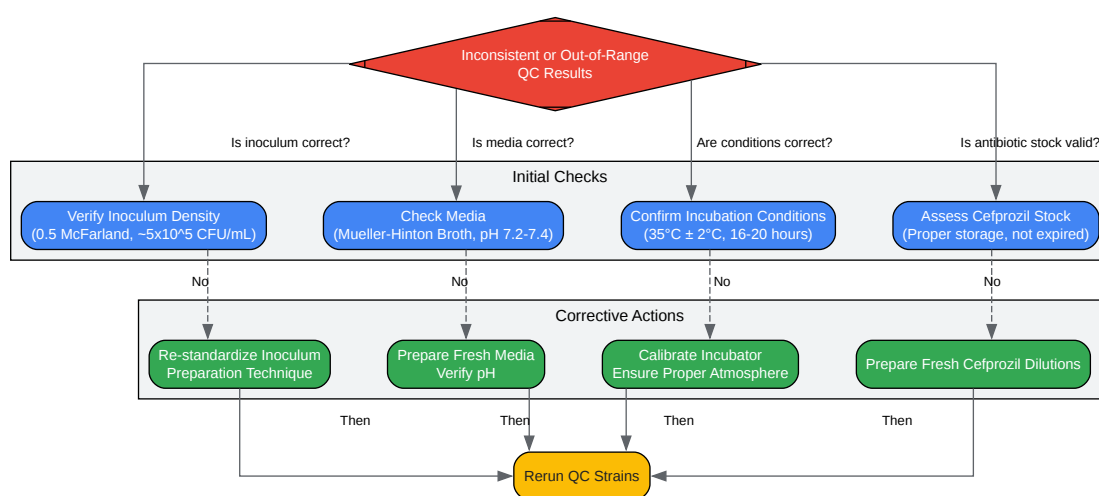 Inconsistent or Out-of-Range
QC Results
Is inoculum correct?
Is media correct?
Are conditions correct?
Is antibiotic stock valid?
Initial Checks
Verify Inoculum Density
(0.5 McFarland, ~5x10^5 CFU/mL)
Check Media
(Mueller-Hinton Broth, pH 7.2-7.4)
Confirm Incubation Conditions
(35°C ± 2°C, 16-20 hours)
Assess Cefprozil Stock
(Proper storage, not expired)
No
No
No
No
Corrective Actions
Re-standardize Inoculum
Preparation Technique
Prepare Fresh Media
Verify pH
Calibrate Incubator
Ensure Proper Atmosphere
Prepare Fresh Cefprozil Dilutions
Then
Then
Then
Then
Rerun QC Strains